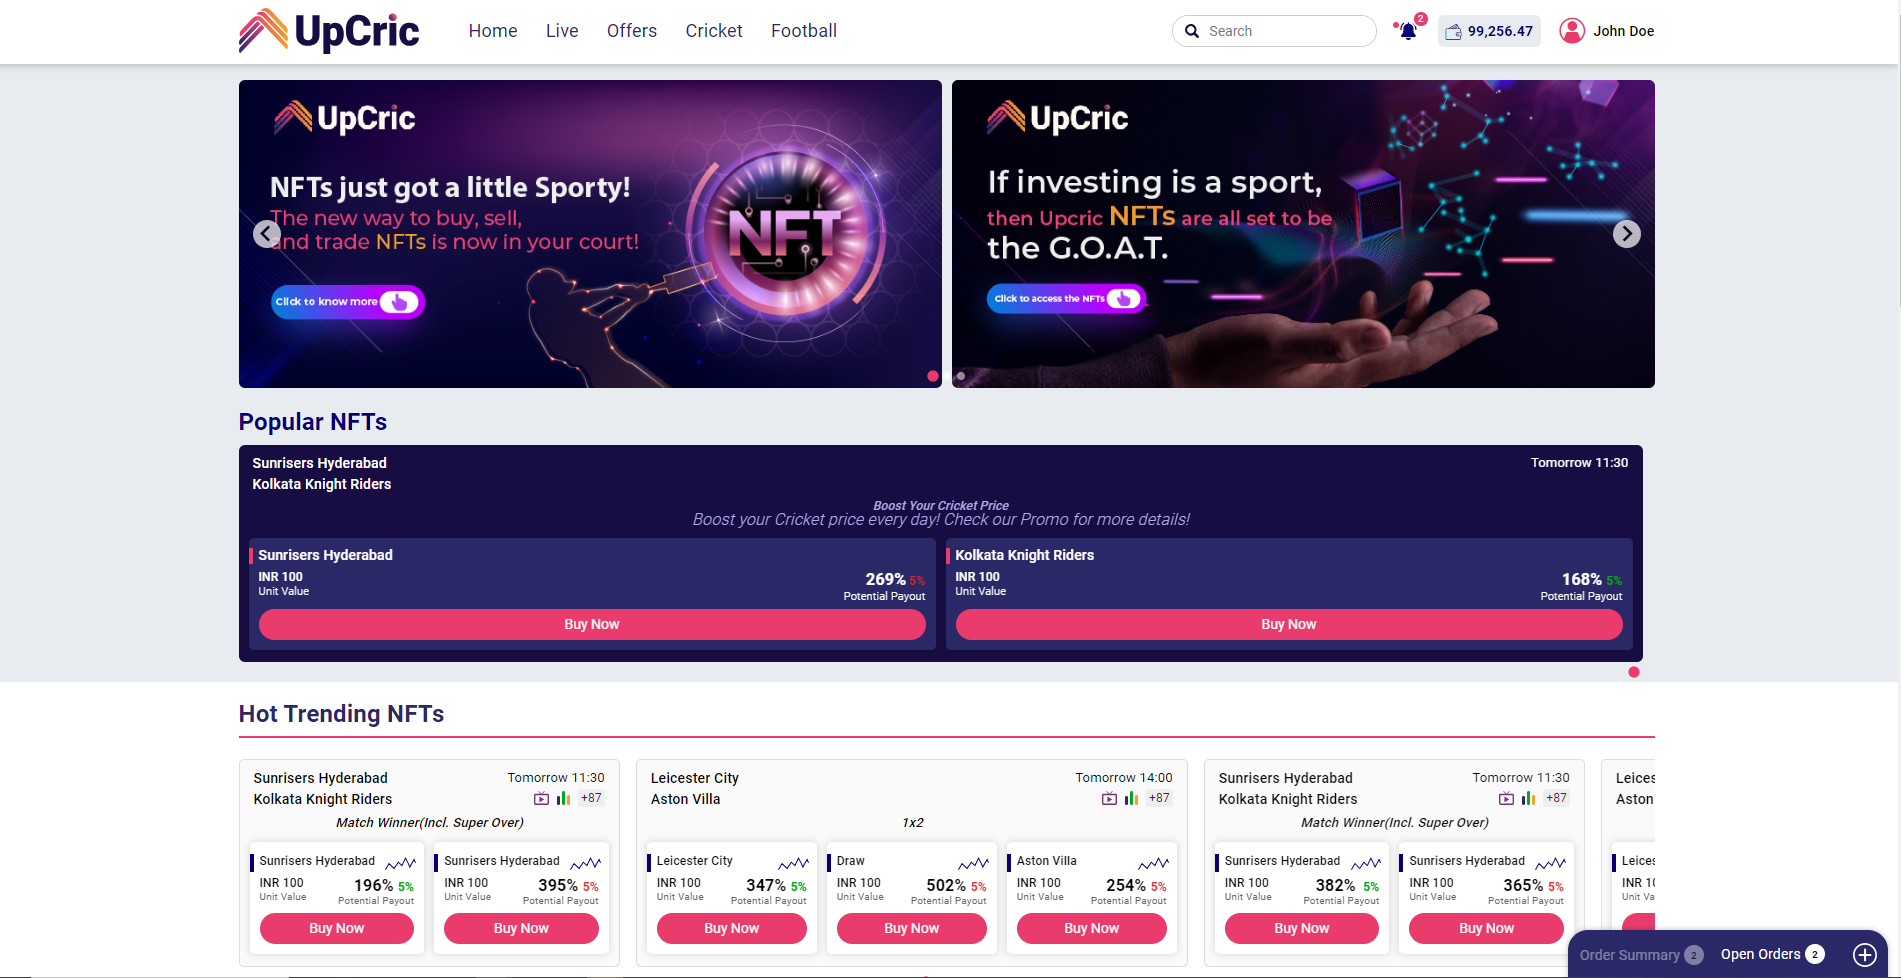 UpCric
Home
Live
Offers
Cricket
Football
Search
2
99,256.47
John Doe
UpCric
NFTs just got a little Sporty!
The new way to buy, sell,
and trade NFTs is now in your court!
Click to know more
NFT
UpCric
If investing is a sport,
then Upcric NFTs are all set to be
the G.O.A.T.
Click to access the NFTs
Popular NFTs
Sunrisers Hyderabad
Tomorrow 11:30
Kolkata Knight Riders
Boost Your Cricket Price
Boost your Cricket price every day! Check our Promo for more details!
Sunrisers Hyderabad
INR 100
Unit Value
269% 5%
Potential Payout
Buy Now
Kolkata Knight Riders
INR 100
Unit Value
168% 5%
Potential Payout
Buy Now
Hot Trending NFTs
Sunrisers Hyderabad
Tomorrow 11:30
Kolkata Knight Riders
+87
Match Winner(Incl. Super Over)
Sunrisers Hyderabad
INR 100
Unit Value
196% 5%
Potential Payout
Buy Now
Sunrisers Hyderabad
INR 100
Unit Value
395% 5%
Potential Payout
Buy Now
Leicester City
Tomorrow 14:00
Aston Villa
+87
1x2
Leicester City
INR 100
Unit Value
347% 5%
Potential Payout
Buy Now
Draw
INR 100
Unit Value
502% 5%
Potential Payout
Buy Now
Aston Villa
INR 100
Unit Value
254% 5%
Potential Payout
Buy Now
Sunrisers Hyderabad
Tomorrow 11:30
Kolkata Knight Riders
+87
Match Winner(Incl. Super Over)
Sunrisers Hyderabad
INR 100
Unit Value
382% 5%
Potential Payout
Buy Now
Sunrisers Hyderabad
INR 100
Unit Value
365% 5%
Potential Payout
Buy Now
Aston
INR
Order Summary 2
Open Orders 2